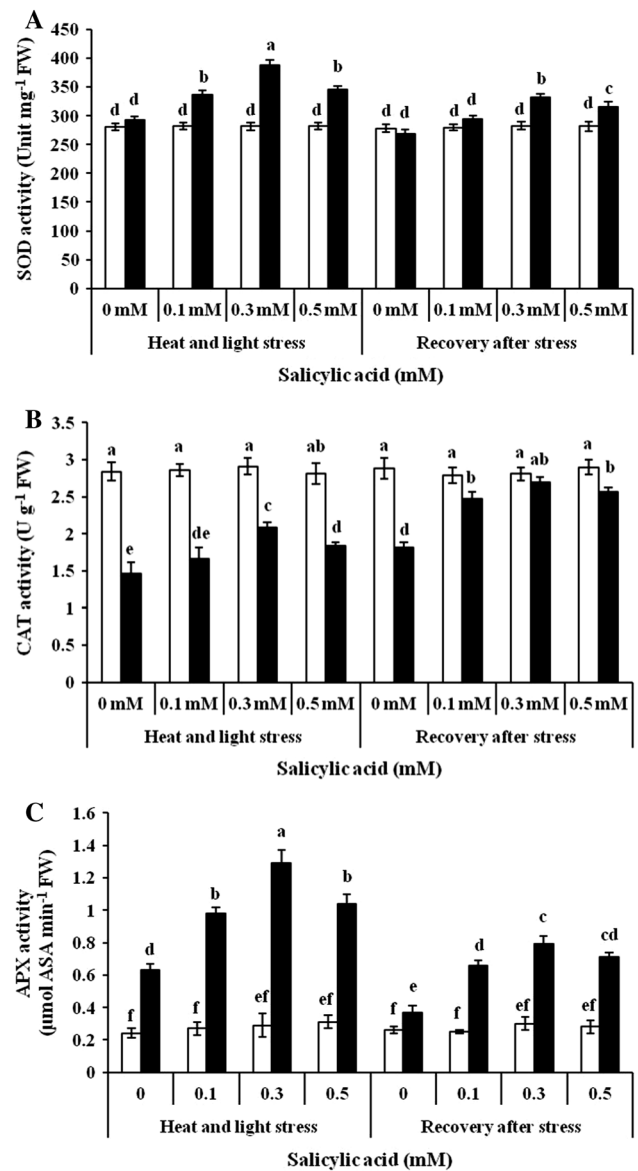 A
SOD activity (Unit mg-1 FW)
450
400
350
300
250
200
150
100
50
0
d d d b d a d b d d d d d b d c
0 mM 0.1 mM 0.3 mM 0.5 mM 0 mM 0.1 mM 0.3 mM 0.5 mM
Heat and light stress Recovery after stress
Salicylic acid (mM)
B
CAT activity (U g-1 FW)
3.5
3
2.5
2
1.5
1
0.5
0
a e a de a c ab d a d a b a ab a b
0 mM 0.1 mM 0.3 mM 0.5 mM 0 mM 0.1 mM 0.3 mM 0.5 mM
Heat and light stress Recovery after stress
Salicylic acid (mM)
C
APX activity
(µmol ASA min-1 FW)
1.6
1.4
1.2
1
0.8
0.6
0.4
0.2
0
f d f b ef a ef b f e f d ef c ef cd
0 0.1 0.3 0.5 0 0.1 0.3 0.5
Heat and light stress Recovery after stress
Salicylic acid (mM)